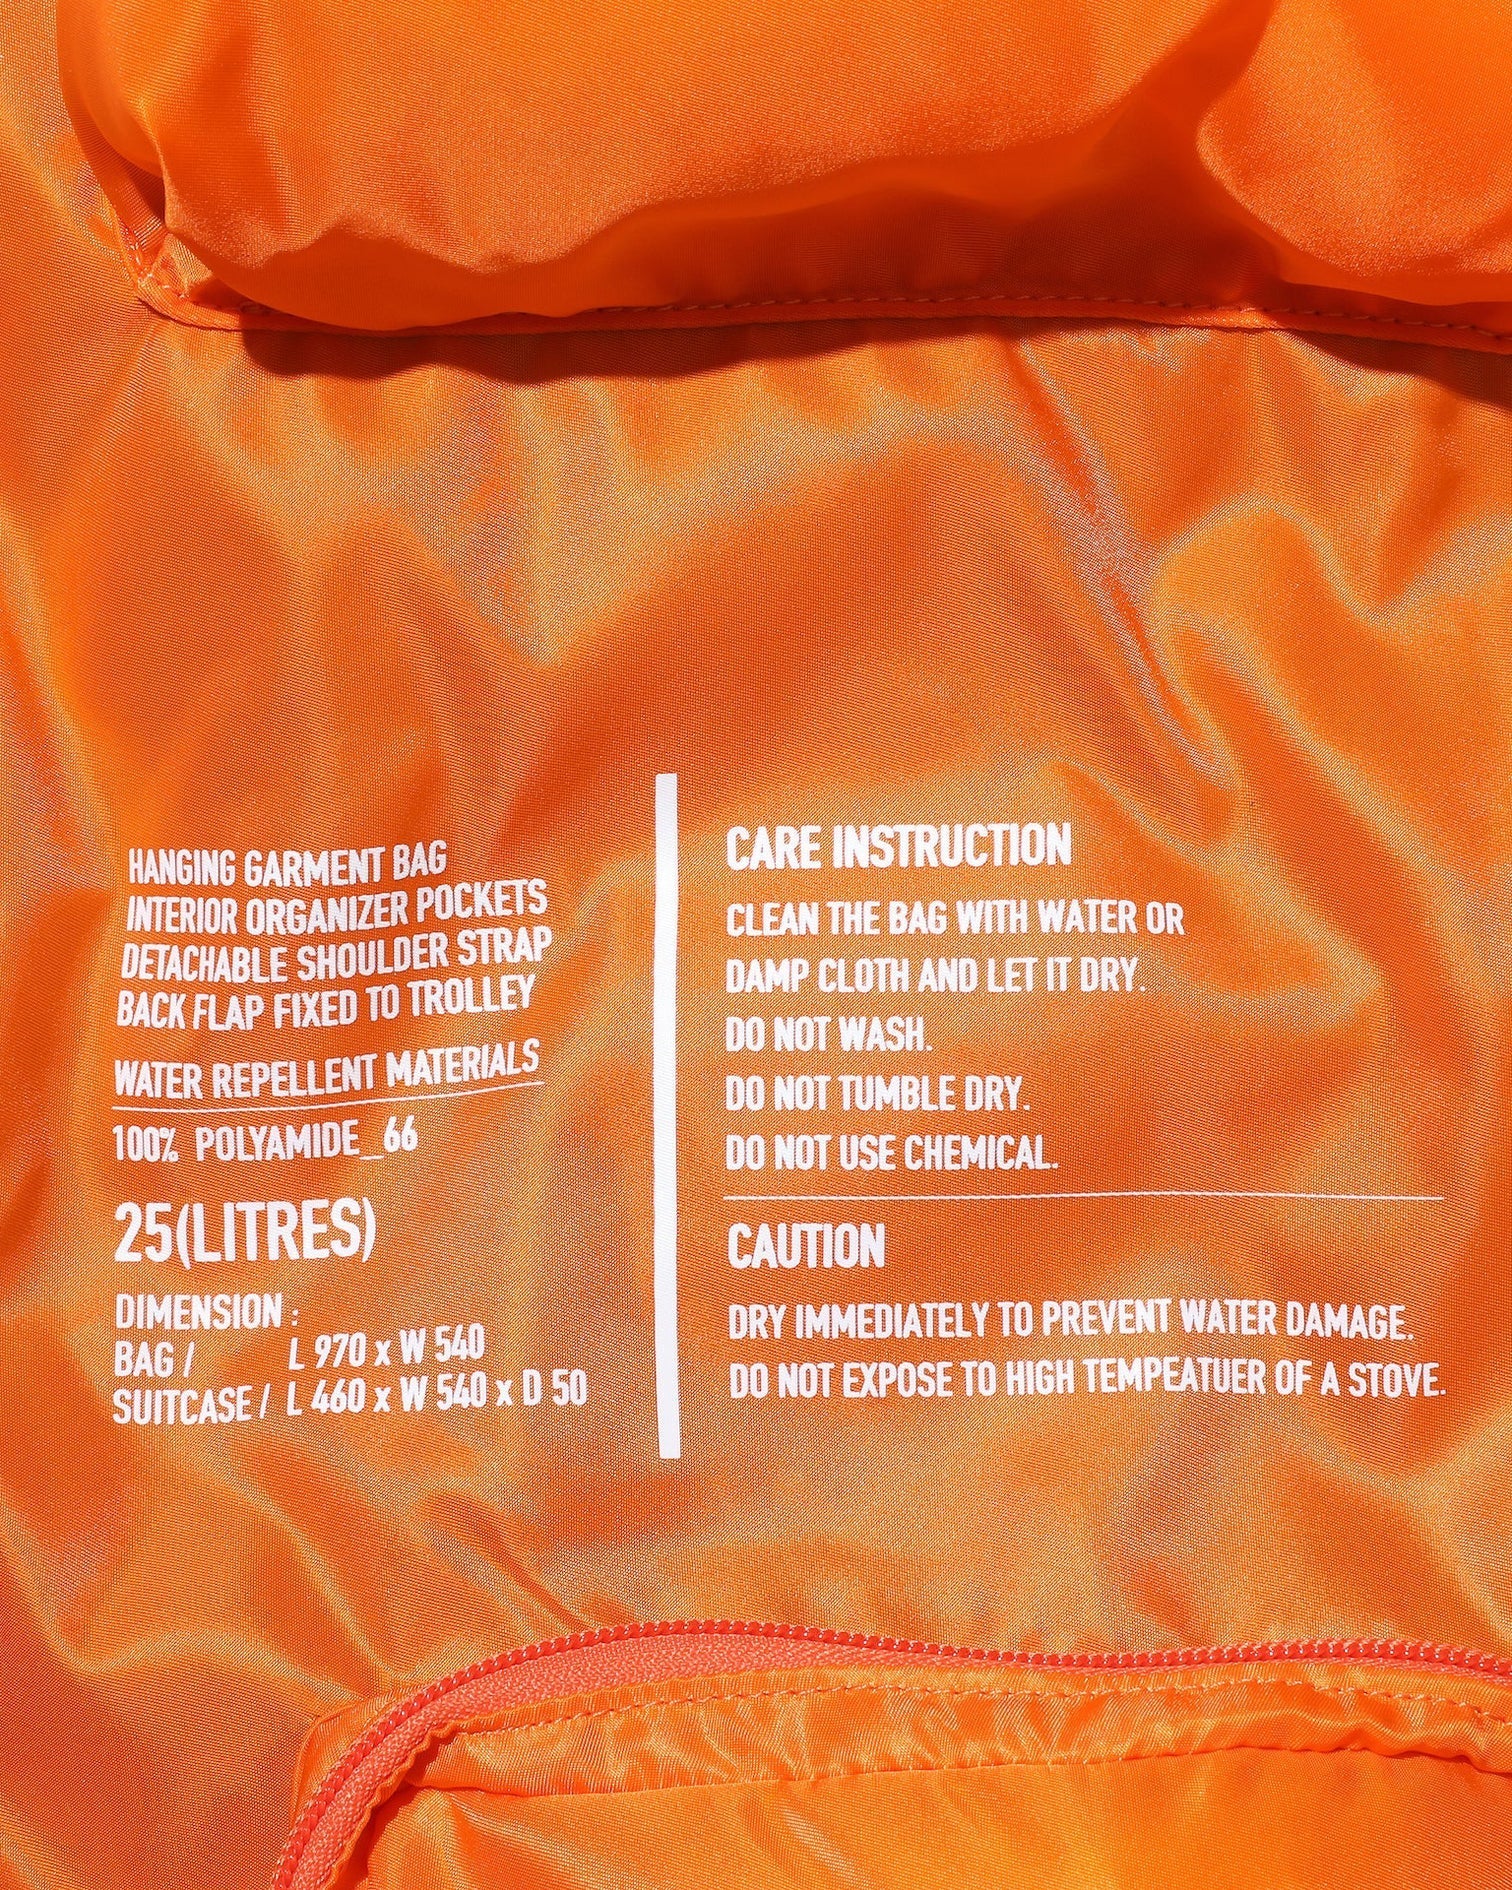 HANGING GARMENT BAG
INTERIOR ORGANIZER POCKETS
DETACHABLE SHOULDER STRAP
BACK FLAP FIXED TO TROLLEY
WATER REPELLENT MATERIALS
100% POLYAMIDE_66
25(LITRES)
DIMENSION :
BAG / L 970 x W 540
SUITCASE / L 460 x W 540 x D 50
CARE INSTRUCTION
CLEAN THE BAG WITH WATER OR
DAMP CLOTH AND LET IT DRY.
DO NOT WASH.
DO NOT TUMBLE DRY.
DO NOT USE CHEMICAL.
CAUTION
DRY IMMEDIATELY TO PREVENT WATER DAMAGE.
DO NOT EXPOSE TO HIGH TEMPEATUER OF A STOVE.